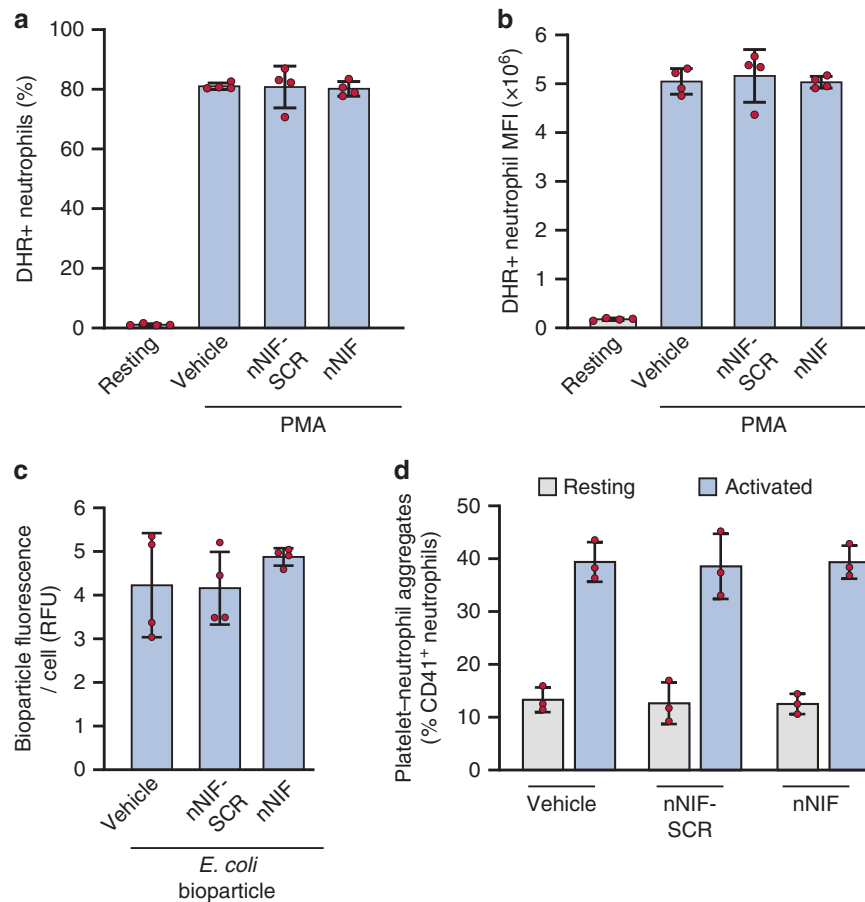 a
DHR+ neutrophils (%)
100
80
60
40
20
0
Resting
Vehicle
nNIF-
SCR
nNIF
PMA
b
DHR+ neutrophil MFI (×10⁶)
6
5
4
3
2
1
0
Resting
Vehicle
nNIF-
SCR
nNIF
PMA
c
Bioparticle fluorescence
/ cell (RFU)
6
5
4
3
2
1
0
Vehicle
nNIF-
SCR
nNIF
E. coli
bioparticle
d
Resting
Activated
Platelet–neutrophil aggregates
(% CD41⁺ neutrophils)
50
40
30
20
10
0
Vehicle
nNIF-
SCR
nNIF